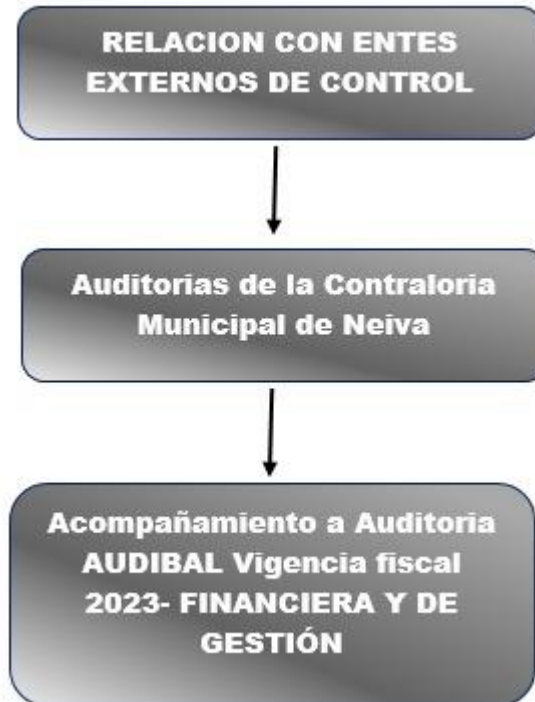 RELACION CON ENTES
EXTERNOS DE CONTROL
Auditorias de la Contraloria
Municipal de Neiva
Acompañamiento a Auditoria
AUDIBAL Vigencia fiscal
2023- FINANCIERA Y DE
GESTIÓN